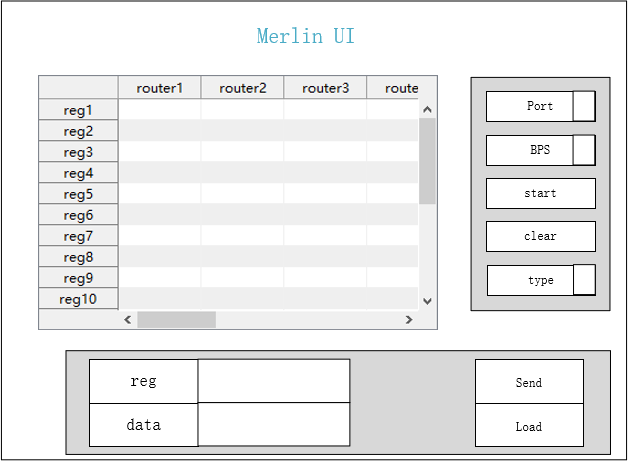 Merlin UI
router1 router2 router3 route
reg1
reg2
reg3
reg4
reg5
reg6
reg7
reg8
reg9
reg10
Port
BPS
start
clear
type
reg
data
Send
Load